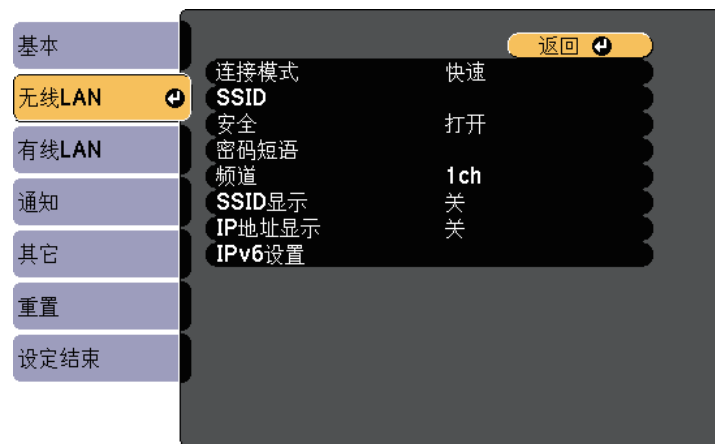 基本
无线LAN
有线LAN
通知
其它
重置
设定结束
返回
连接模式 快速
SSID
安全 打开
密码短语
频道 1ch
SSID显示 关
IP地址显示 关
IPv6设置